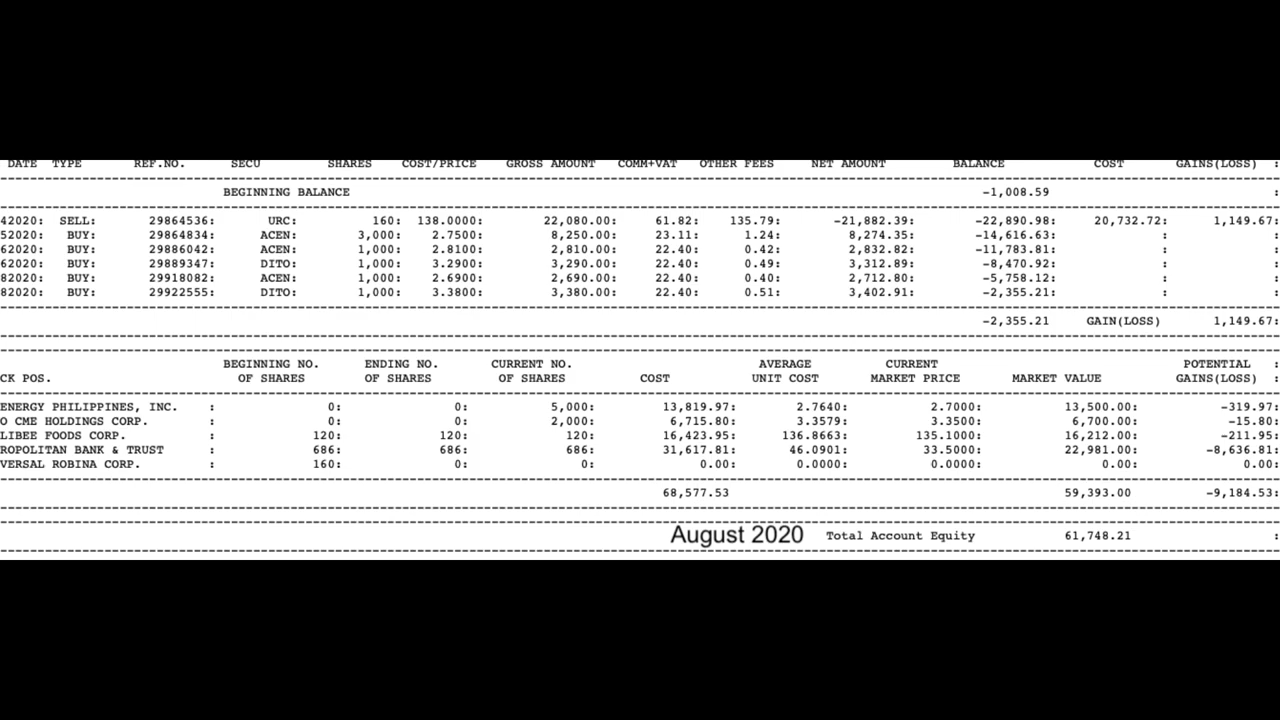 DATE TYPE REF.NO. SECU SHARES COST/PRICE GROSS AMOUNT COMM+VAT OTHER FEES NET AMOUNT BALANCE COST GAINS(LOSS) :
BEGINNING BALANCE -1,008.59 :
42020: SELL: 29864536: URC: 160: 138.0000: 22,080.00: 61.82: 135.79: -21,882.39: -22,890.98: 20,732.72: 1,149.67:
52020: BUY: 29864834: ACEN: 3,000: 2.7500: 8,250.00: 23.11: 1.24: 8,274.35: -14,616.63: : :
62020: BUY: 29886042: ACEN: 1,000: 2.8100: 2,810.00: 22.40: 0.42: 2,832.82: -11,783.81: : :
62020: BUY: 29889347: DITO: 1,000: 3.2900: 3,290.00: 22.40: 0.49: 3,312.89: -8,470.92: : :
82020: BUY: 29918082: ACEN: 1,000: 2.6900: 2,690.00: 22.40: 0.40: 2,712.80: -5,758.12: : :
82020: BUY: 29922555: DITO: 1,000: 3.3800: 3,380.00: 22.40: 0.51: 3,402.91: -2,355.21: : :
-2,355.21 GAIN(LOSS) 1,149.67:
BEGINNING NO. ENDING NO. CURRENT NO. AVERAGE CURRENT POTENTIAL :
CK POS. OF SHARES OF SHARES OF SHARES COST UNIT COST MARKET PRICE MARKET VALUE GAINS(LOSS) :
ENERGY PHILIPPINES, INC. : 0: 0: 5,000: 13,819.97: 2.7640: 2.7000: 13,500.00: -319.97:
O CME HOLDINGS CORP. : 0: 0: 2,000: 6,715.80: 3.3579: 3.3500: 6,700.00: -15.80:
LIBEE FOODS CORP. : 120: 120: 120: 16,423.95: 136.8663: 135.1000: 16,212.00: -211.95:
ROPOLITAN BANK & TRUST : 686: 686: 686: 31,617.81: 46.0901: 33.5000: 22,981.00: -8,636.81:
VERSAL ROBINA CORP. : 160: 0: 0: 0.00: 0.0000: 0.0000: 0.00: 0.00:
68,577.53 59,393.00 -9,184.53:
August 2020 Total Account Equity 61,748.21 :